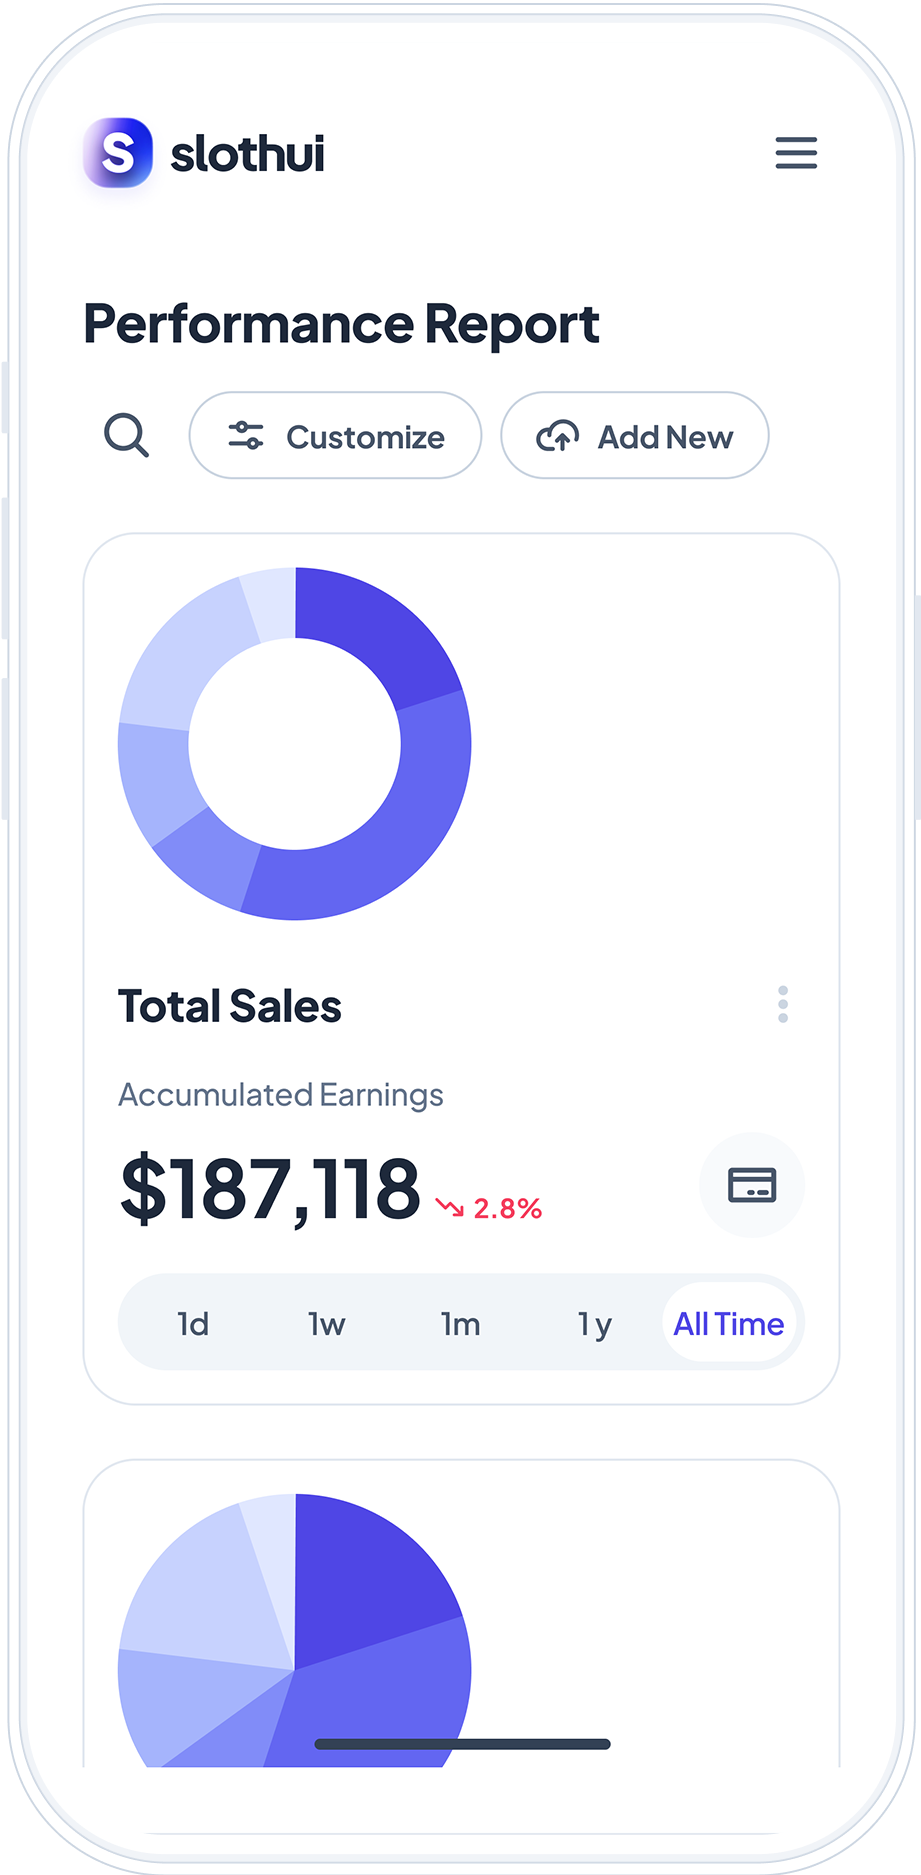 S slothui
Performance Report
Customize
Add New
Total Sales
Accumulated Earnings
$187,118 2.8%
1d 1w 1m 1y All Time